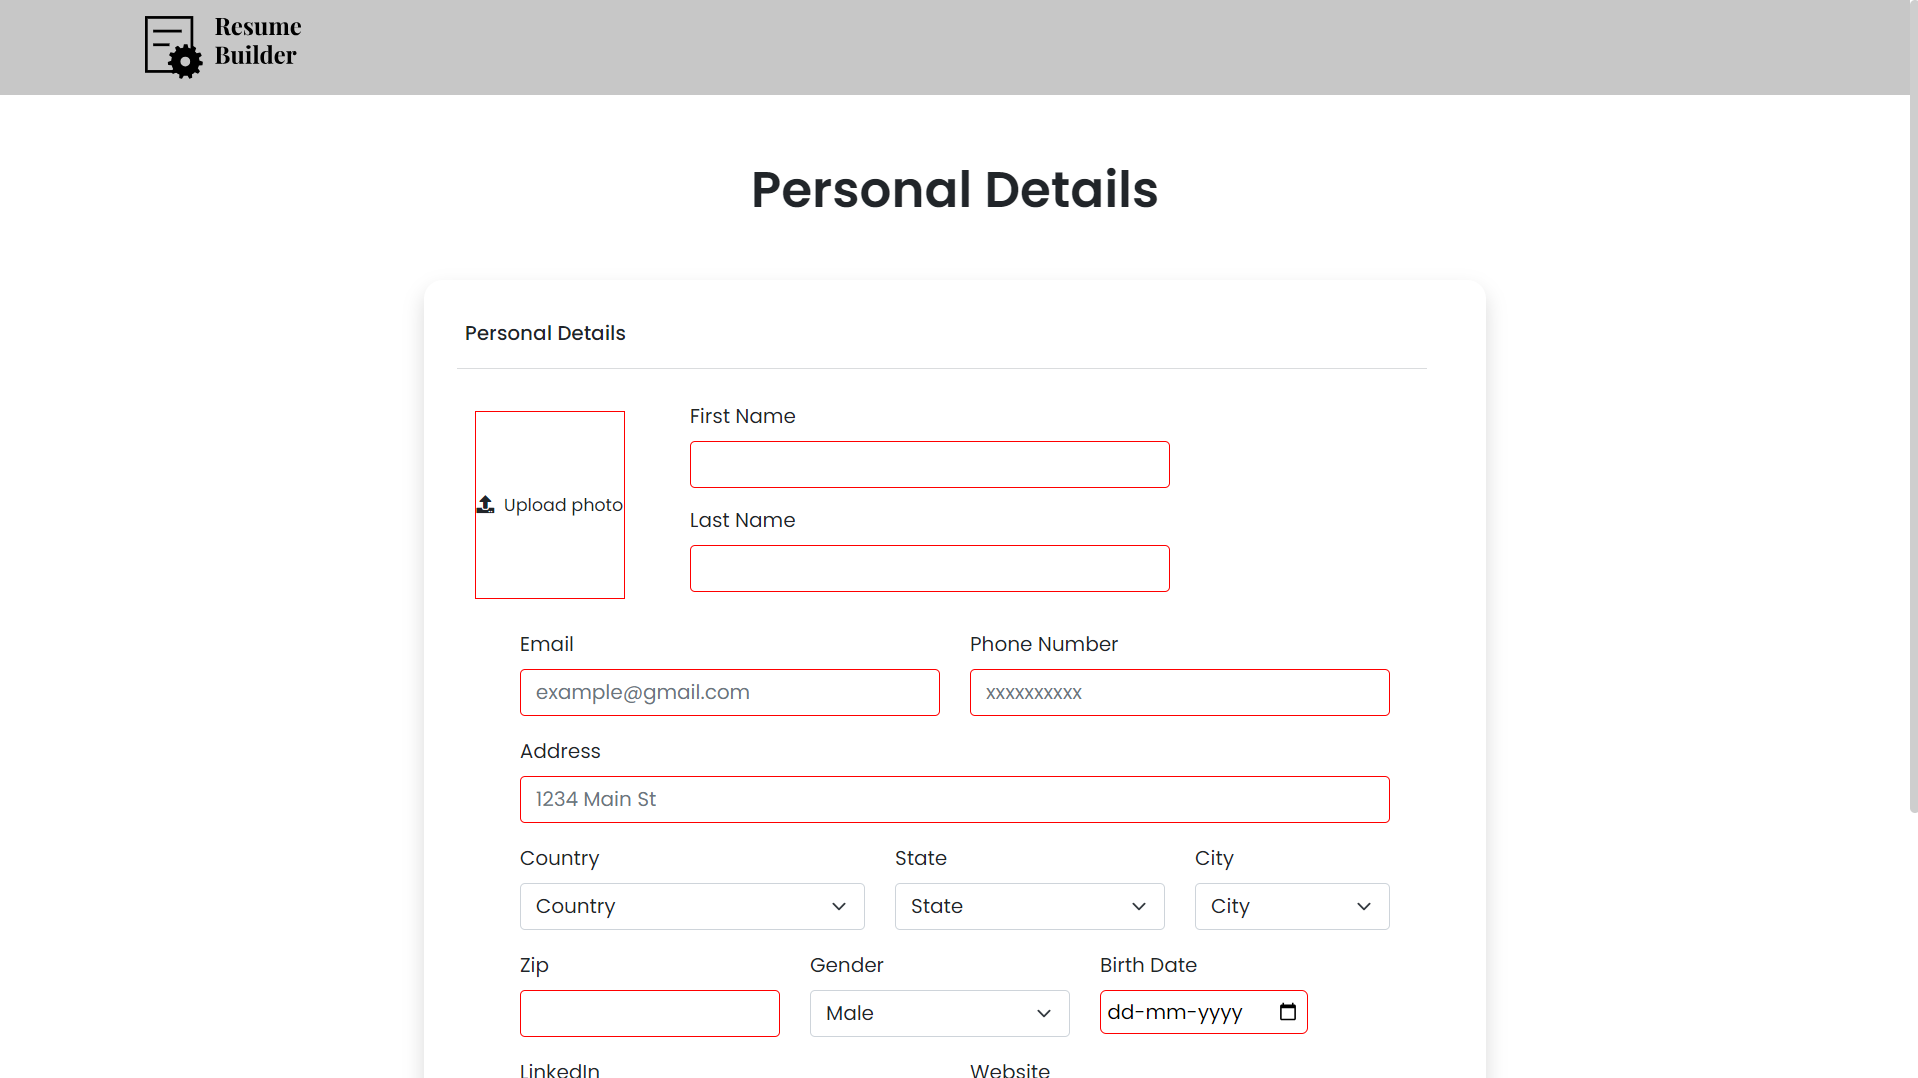 Resume
Builder
Personal Details
Personal Details
First Name
Upload photo
Last Name
Email
Phone Number
example@gmail.com
xxxxxxxxxx
Address
1234 Main St
Country
State
City
Country
State
City
Zip
Gender
Birth Date
Male
dd-mm-yyyy
LinkedIn
Website